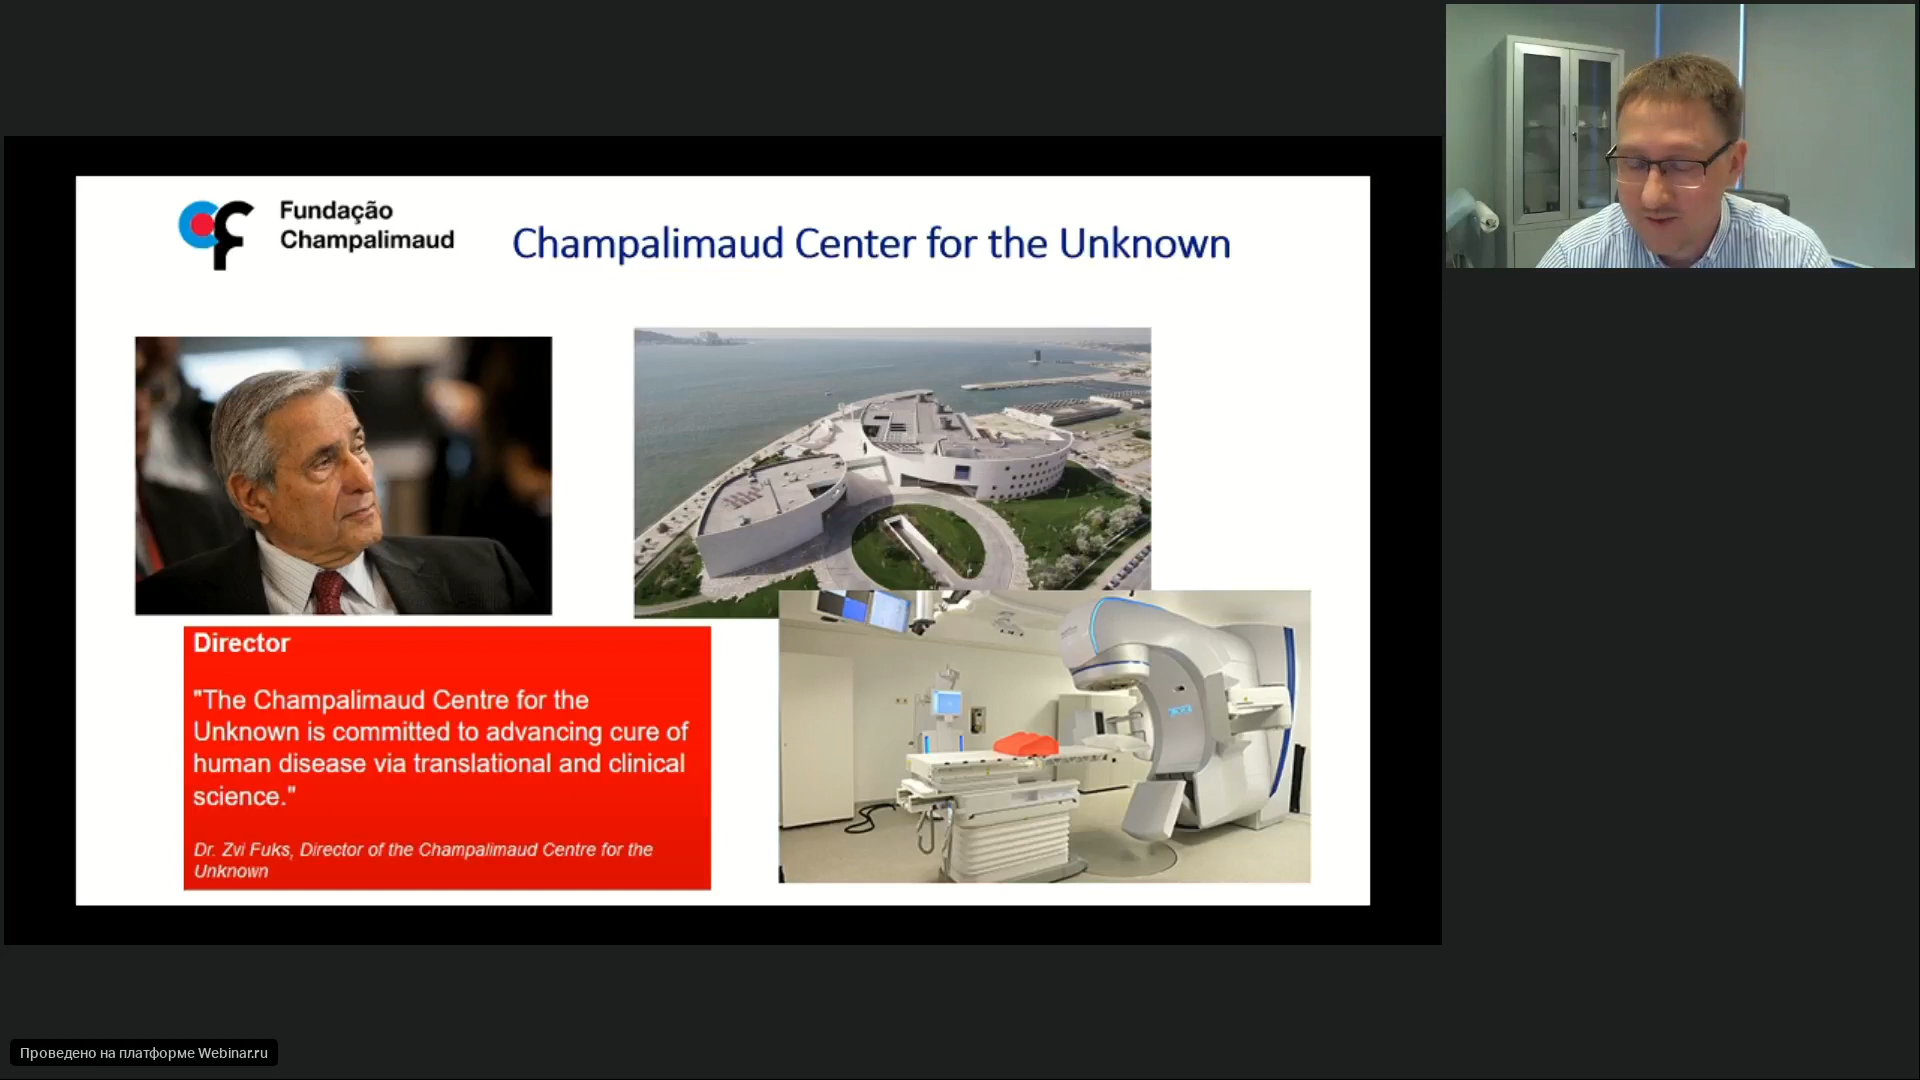 Fundação
Champalimaud
Champalimaud Center for the Unknown
Director
"The Champalimaud Centre for the
Unknown is committed to advancing cure of
human disease via translational and clinical
science."
Dr. Zvi Fuks, Director of the Champalimaud Centre for the
Unknown
Проведено на платформе Webinar.ru